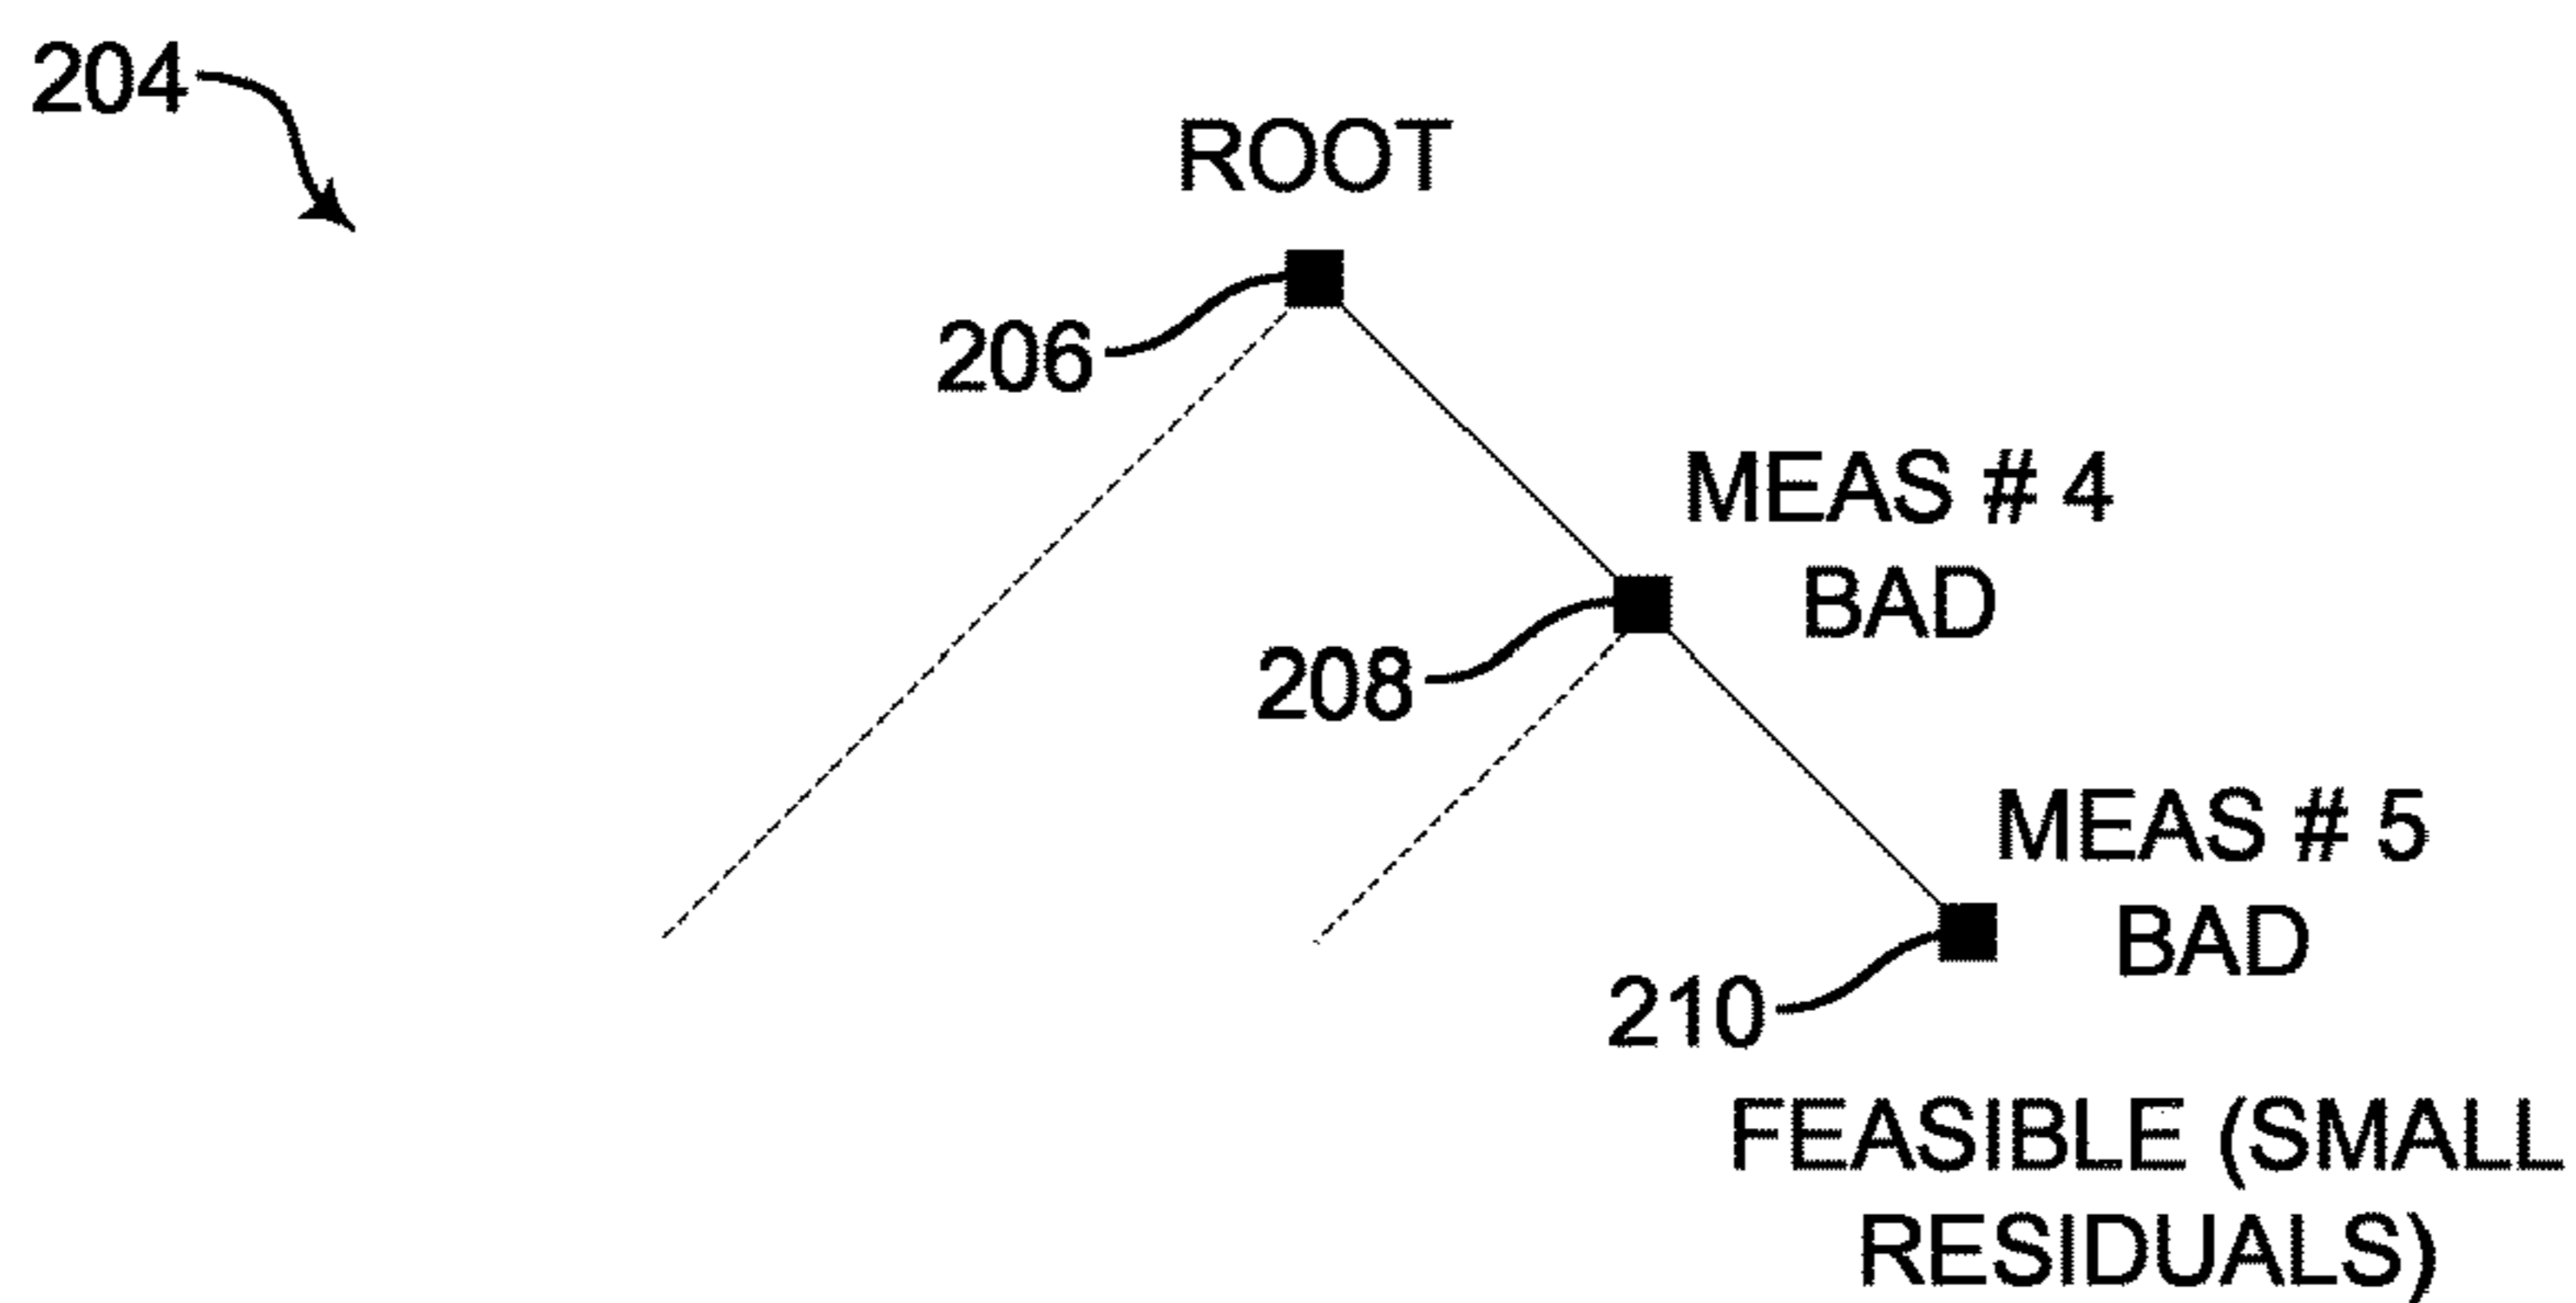 204
ROOT
206
MEAS # 4
BAD
208
MEAS # 5
BAD
210
FEASIBLE (SMALL
RESIDUALS)